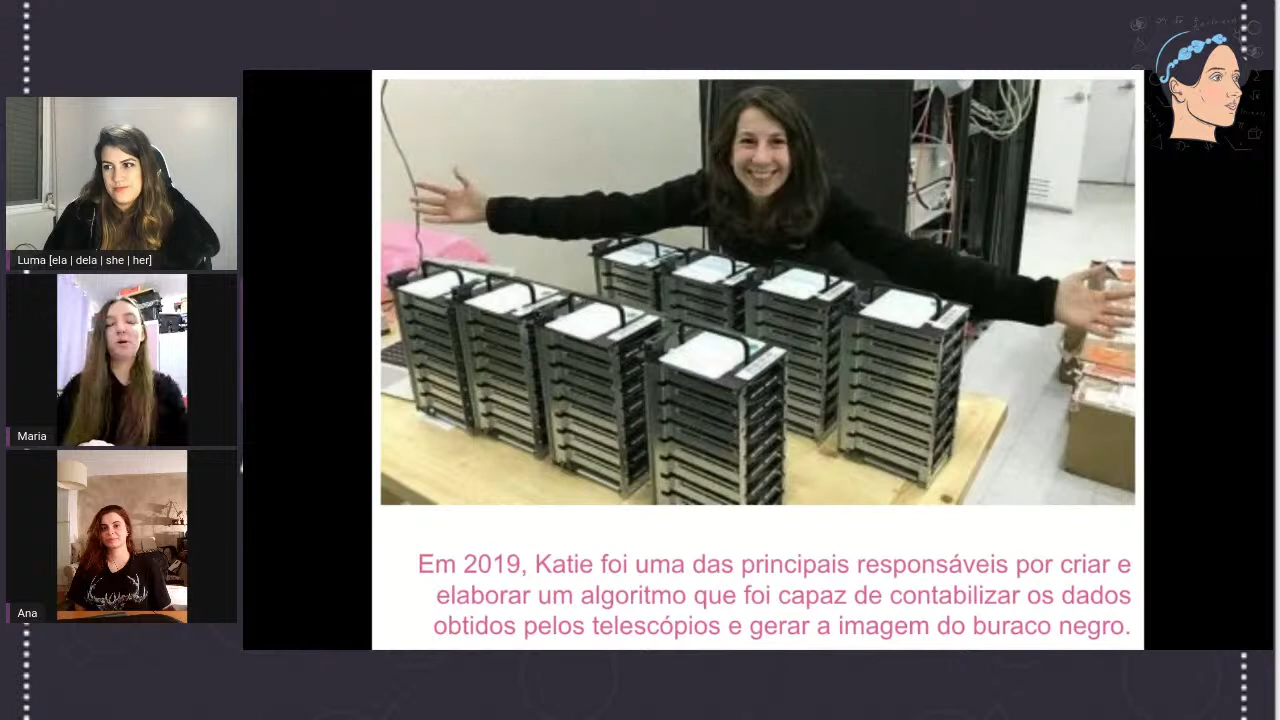 Luma [ela | dela | she | her]
Maria
Ana
Em 2019, Katie foi uma das principais responsáveis por criar e
elaborar um algoritmo que foi capaz de contabilizar os dados
obtidos pelos telescópios e gerar a imagem do buraco negro.